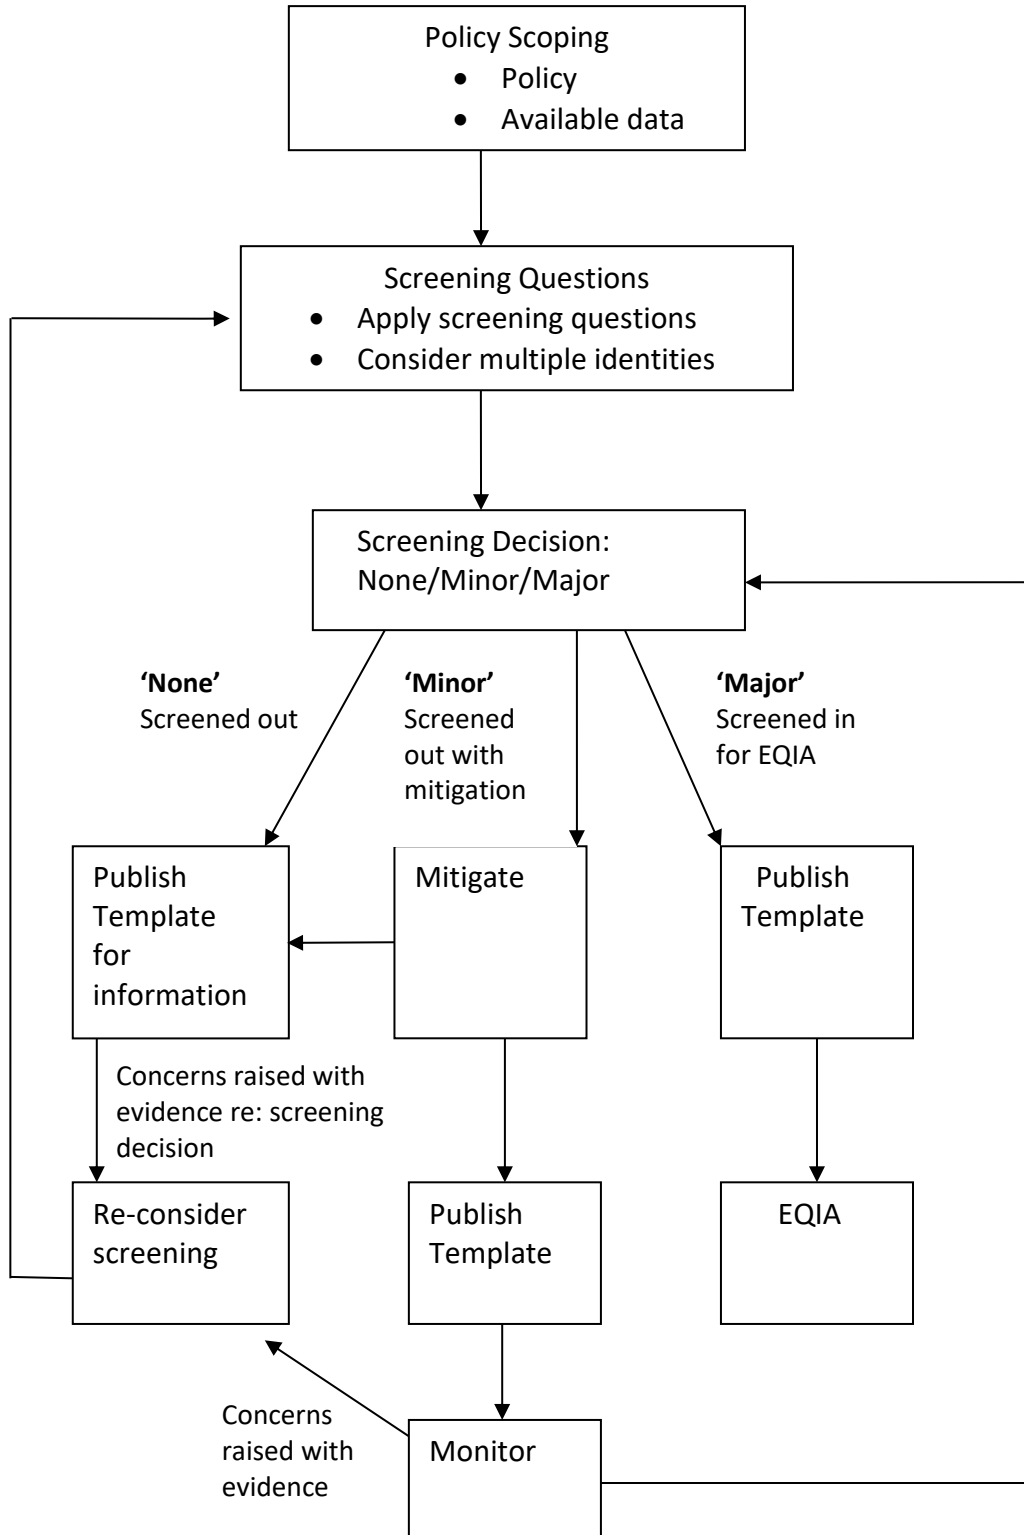 Policy Scoping
• Policy
• Available data
Screening Questions
• Apply screening questions
• Consider multiple identities
Screening Decision:
None/Minor/Major
‘None’
Screened out
‘Minor’
Screened
out with
mitigation
‘Major’
Screened in
for EQIA
Publish
Template
for
information
Mitigate
Publish
Template
Concerns raised with
evidence re: screening
decision
Re-consider
screening
Publish
Template
EQIA
Concerns
raised with
evidence
Monitor